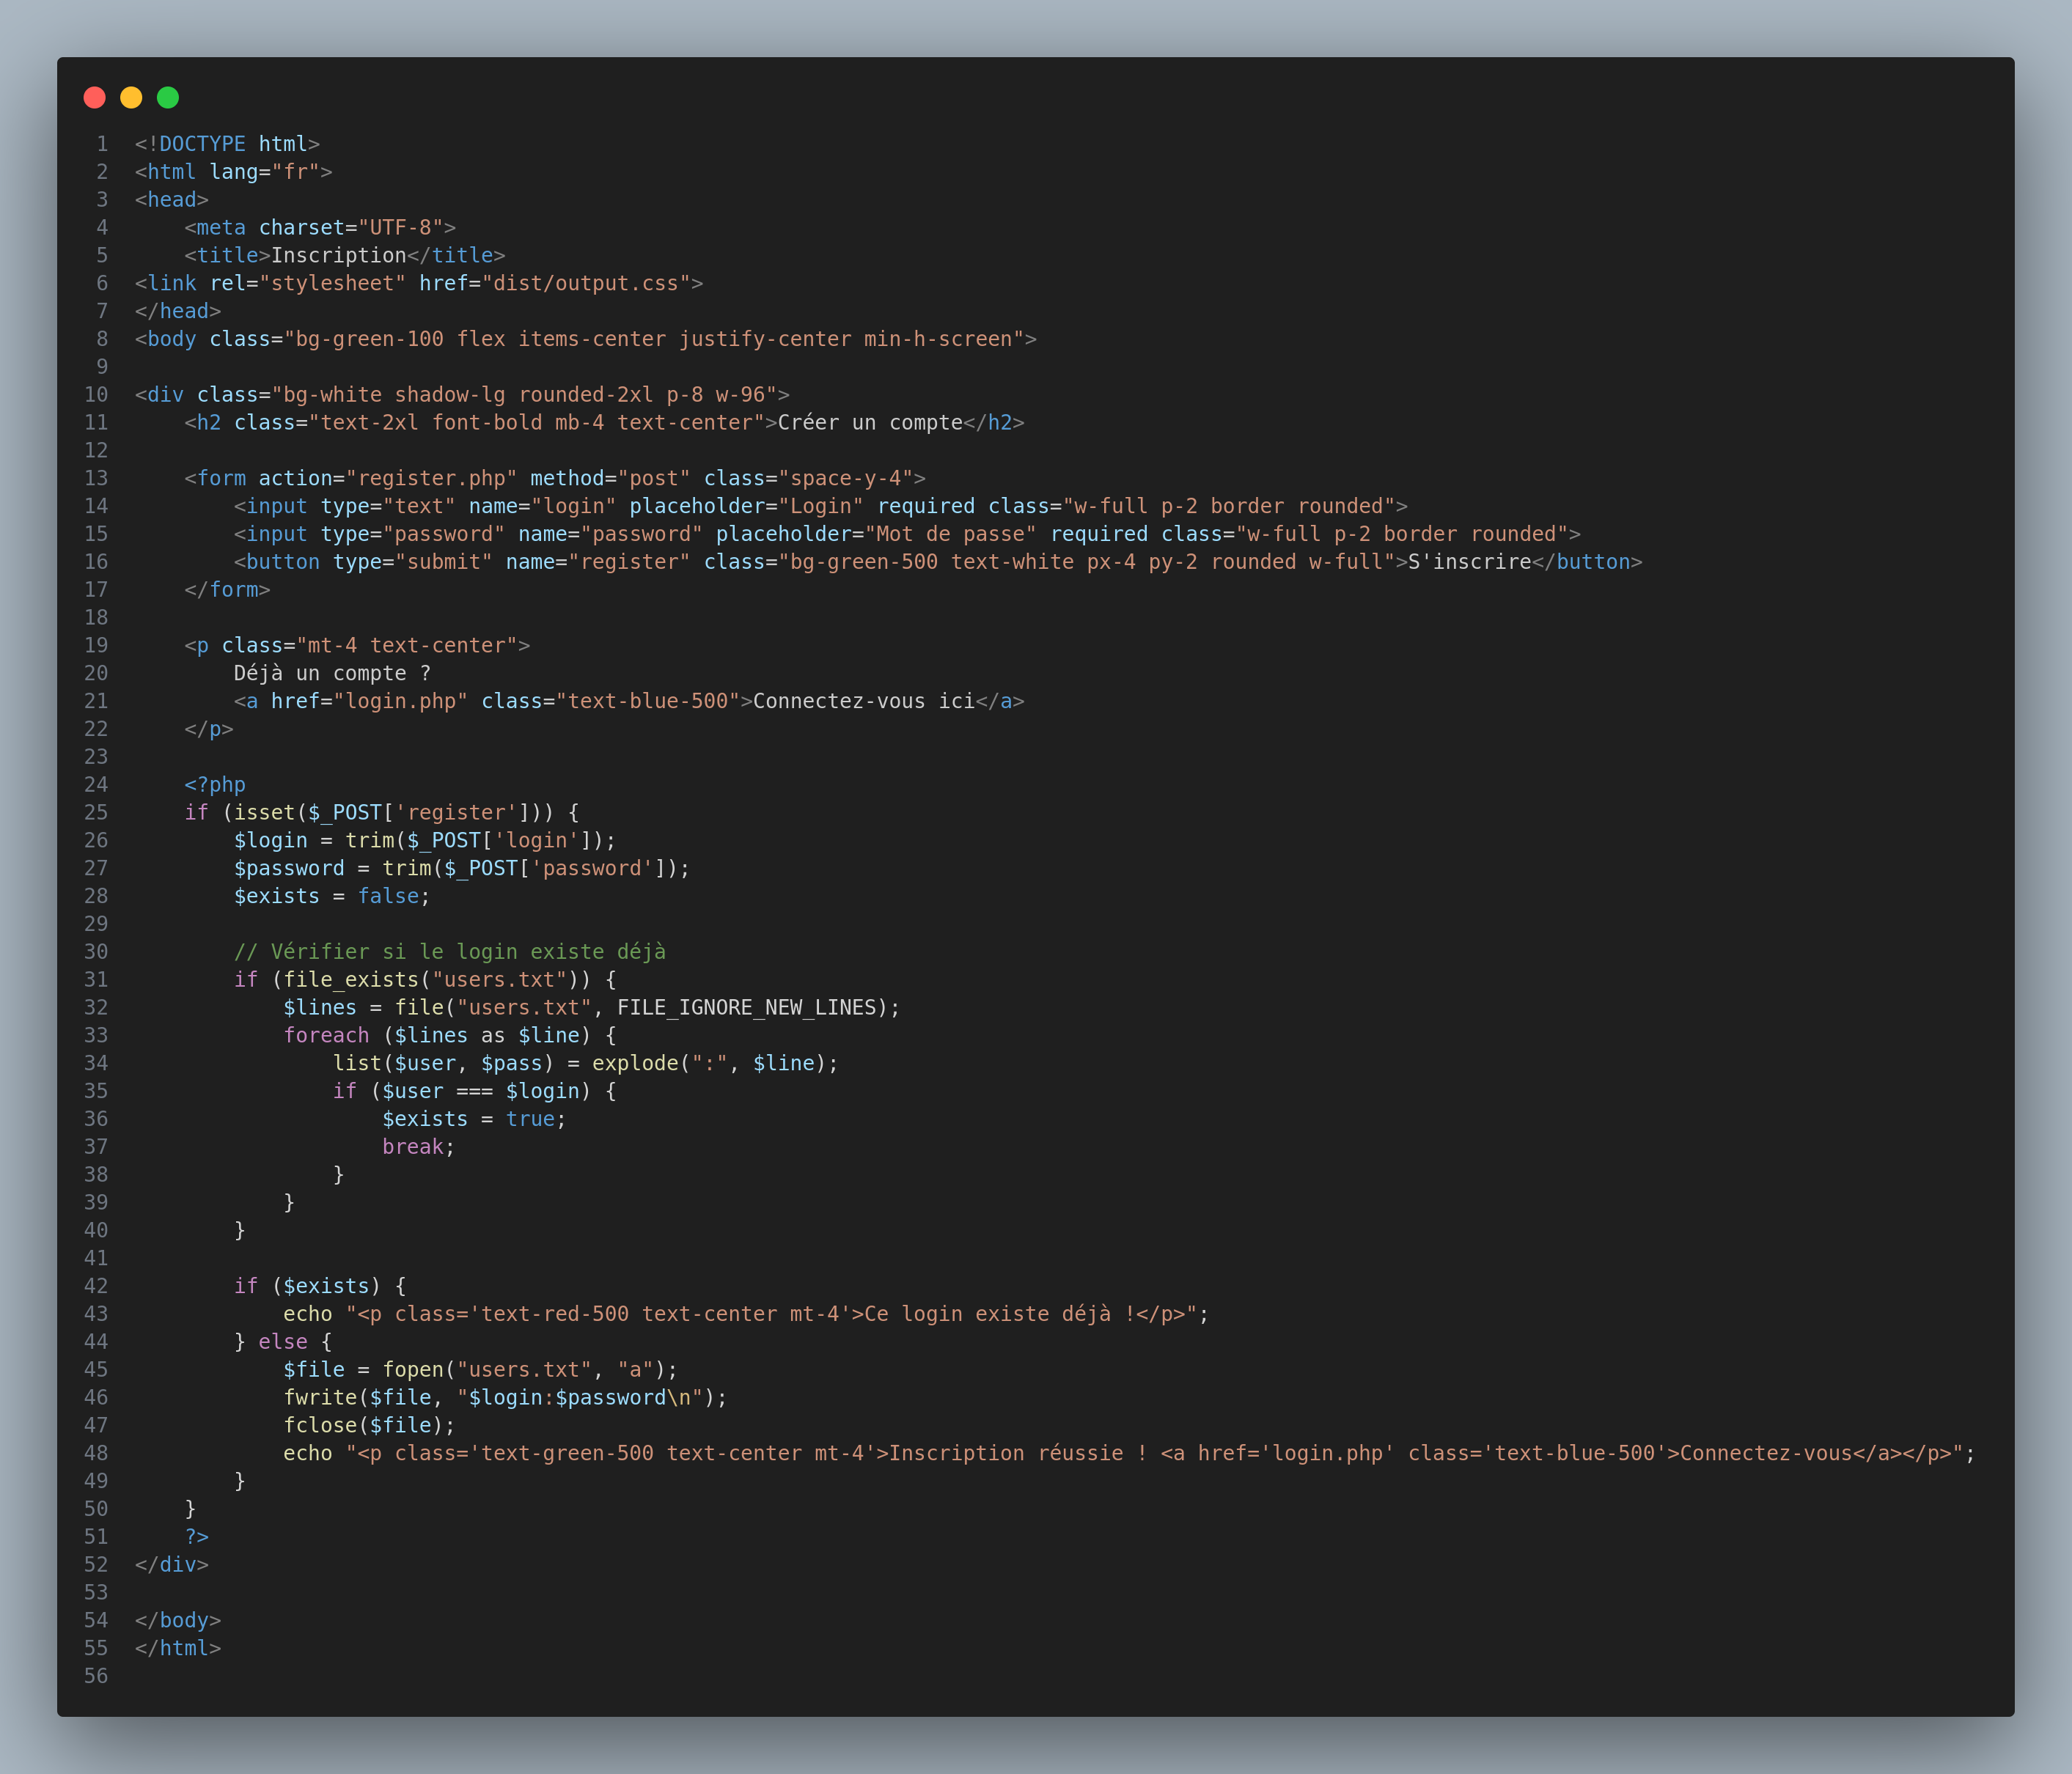 1 <!DOCTYPE html>
2 <html lang="fr">
3 <head>
4     <meta charset="UTF-8">
5     <title>Inscription</title>
6 <link rel="stylesheet" href="dist/output.css">
7 </head>
8 <body class="bg-green-100 flex items-center justify-center min-h-screen">
9
10 <div class="bg-white shadow-lg rounded-2xl p-8 w-96">
11     <h2 class="text-2xl font-bold mb-4 text-center">Créer un compte</h2>
12
13     <form action="register.php" method="post" class="space-y-4">
14         <input type="text" name="login" placeholder="Login" required class="w-full p-2 border rounded">
15         <input type="password" name="password" placeholder="Mot de passe" required class="w-full p-2 border rounded">
16         <button type="submit" name="register" class="bg-green-500 text-white px-4 py-2 rounded w-full">S'inscrire</button>
17     </form>
18
19     <p class="mt-4 text-center">
20         Déjà un compte ?
21         <a href="login.php" class="text-blue-500">Connectez-vous ici</a>
22     </p>
23
24     <?php
25     if (isset($_POST['register'])) {
26         $login = trim($_POST['login']);
27         $password = trim($_POST['password']);
28         $exists = false;
29
30         // Vérifier si le login existe déjà
31         if (file_exists("users.txt")) {
32             $lines = file("users.txt", FILE_IGNORE_NEW_LINES);
33             foreach ($lines as $line) {
34                 list($user, $pass) = explode(":", $line);
35                 if ($user === $login) {
36                     $exists = true;
37                     break;
38                 }
39             }
40         }
41
42         if ($exists) {
43             echo "<p class='text-red-500 text-center mt-4'>Ce login existe déjà !</p>";
44         } else {
45             $file = fopen("users.txt", "a");
46             fwrite($file, "$login:$password\n");
47             fclose($file);
48             echo "<p class='text-green-500 text-center mt-4'>Inscription réussie ! <a href='login.php' class='text-blue-500'>Connectez-vous</a></p>";
49         }
50     }
51     ?>
52 </div>
53
54 </body>
55 </html>
56